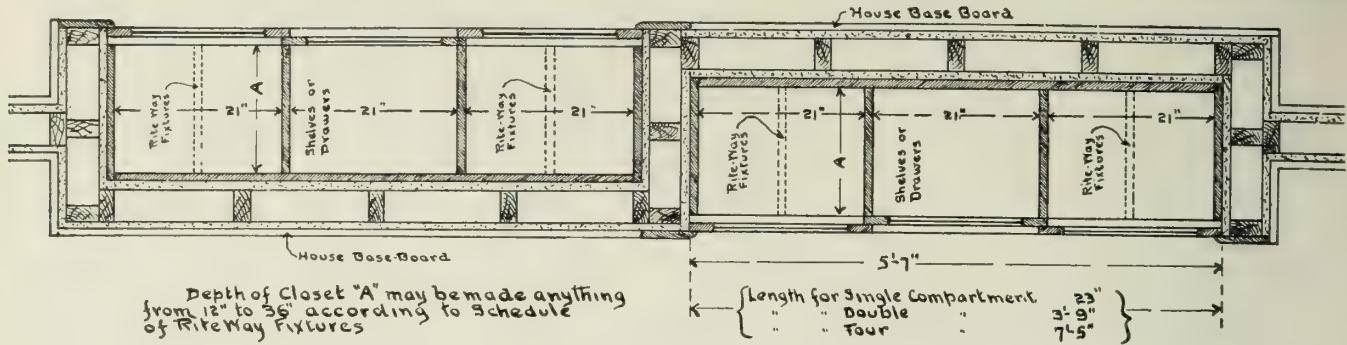 House Base Board
Rite-Way
Fixtures
21"
A
Shelves or
Drawers
21"
Rite-Way
Fixtures
21"
Rite-Way
Fixtures
21"
A
Shelves or
Drawers
21"
Rite-Way
Fixtures
21"
House Base-Board
5'-7"
Depth of Closet "A" may be made anything
from 12" to 36" according to Schedule
of RiteWay Fixtures
Length for Single Compartment 23"
" " Double " 3'-9"
" " Four " 7'-5"